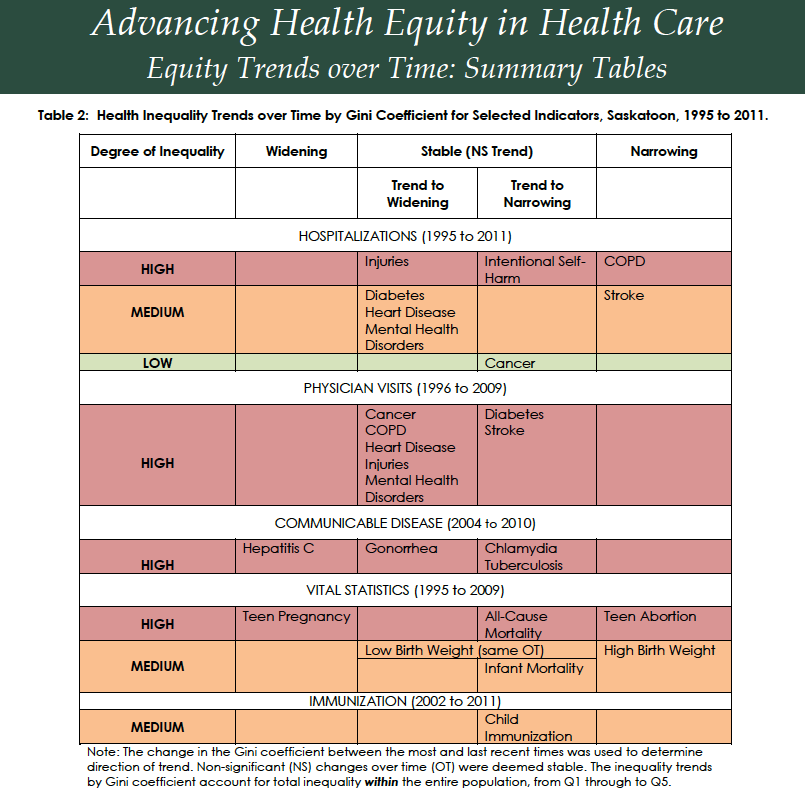 Advancing Health Equity in Health Care
Equity Trends over Time: Summary Tables
Table 2: Health Inequality Trends over Time by Gini Coefficient for Selected Indicators, Saskatoon, 1995 to 2011.
Degree of Inequality Widening Stable (NS Trend) Narrowing
Trend to Widening Trend to Narrowing
HOSPITALIZATIONS (1995 to 2011)
HIGH Injuries Intentional Self-Harm COPD
MEDIUM Diabetes Heart Disease Mental Health Disorders Stroke
LOW Cancer
PHYSICIAN VISITS (1996 to 2009)
HIGH Cancer COPD Heart Disease Injuries Mental Health Disorders Diabetes Stroke
COMMUNICABLE DISEASE (2004 to 2010)
HIGH Hepatitis C Gonorrhea Chlamydia Tuberculosis
VITAL STATISTICS (1995 to 2009)
HIGH Teen Pregnancy All-Cause Mortality Teen Abortion
MEDIUM Low Birth Weight (same OT) Infant Mortality High Birth Weight
IMMUNIZATION (2002 to 2011)
MEDIUM Child Immunization
Note: The change in the Gini coefficient between the most and last recent times was used to determine
direction of trend. Non-significant (NS) changes over time (OT) were deemed stable. The inequality trends
by Gini coefficient account for total inequality within the entire population, from Q1 through to Q5.